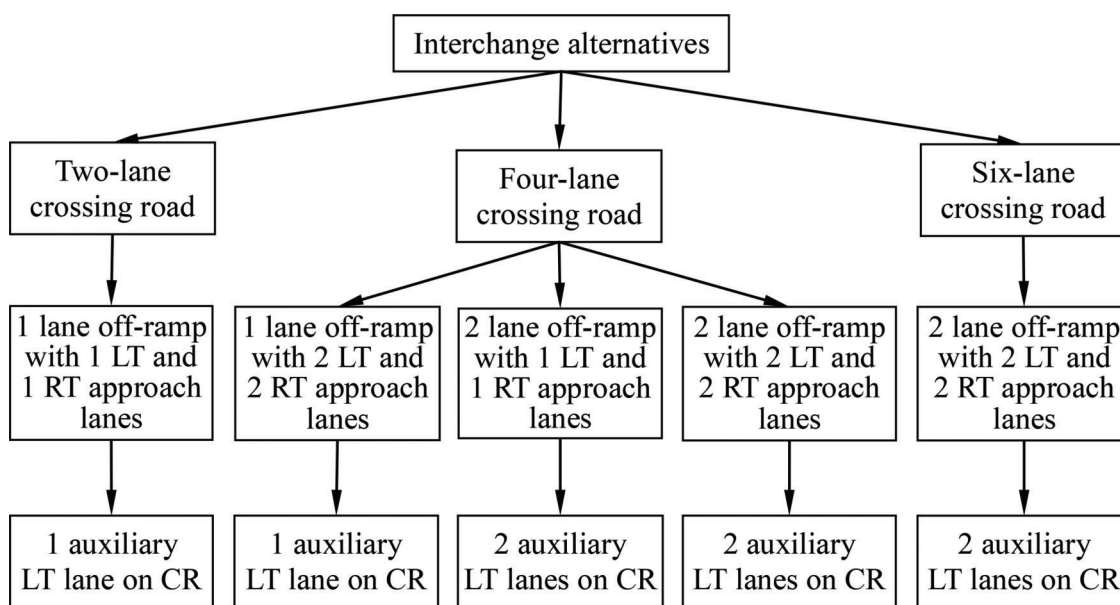 Interchange alternatives
Two-lane
crossing road
Four-lane
crossing road
Six-lane
crossing road
1 lane off-ramp
with 1 LT and
1 RT approach
lanes
1 lane off-ramp
with 2 LT and
2 RT approach
lanes
2 lane off-ramp
with 1 LT and
1 RT approach
lanes
2 lane off-ramp
with 2 LT and
2 RT approach
lanes
2 lane off-ramp
with 2 LT and
2 RT approach
lanes
1 auxiliary
LT lane on CR
1 auxiliary
LT lane on CR
2 auxiliary
LT lanes on CR
2 auxiliary
LT lanes on CR
2 auxiliary
LT lanes on CR